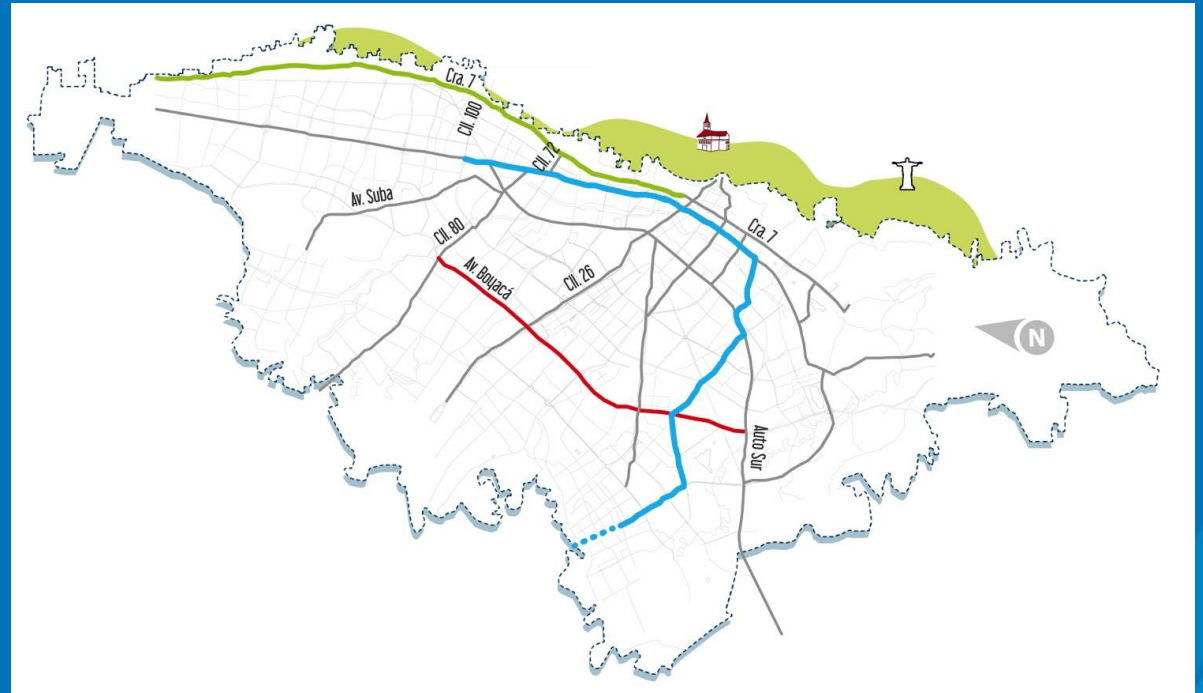 Cra. 7
Cll. 100
Cll. 72
Av. Suba
Cll. 80
Cra. 7
Av. Boyacá
Cll. 26
N
Auto Sur